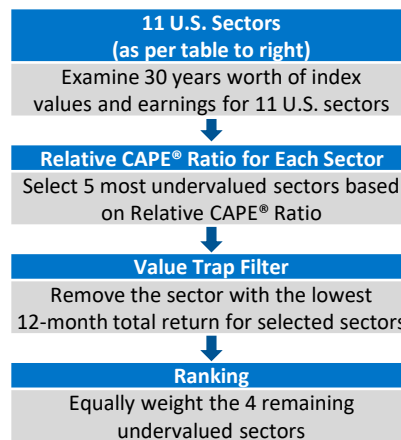 11 U.S. Sectors
(as per table to right)
Examine 30 years worth of index
values and earnings for 11 U.S. sectors
Relative CAPE® Ratio for Each Sector
Select 5 most undervalued sectors based
on Relative CAPE® Ratio
Value Trap Filter
Remove the sector with the lowest
12-month total return for selected sectors
Ranking
Equally weight the 4 remaining
undervalued sectors